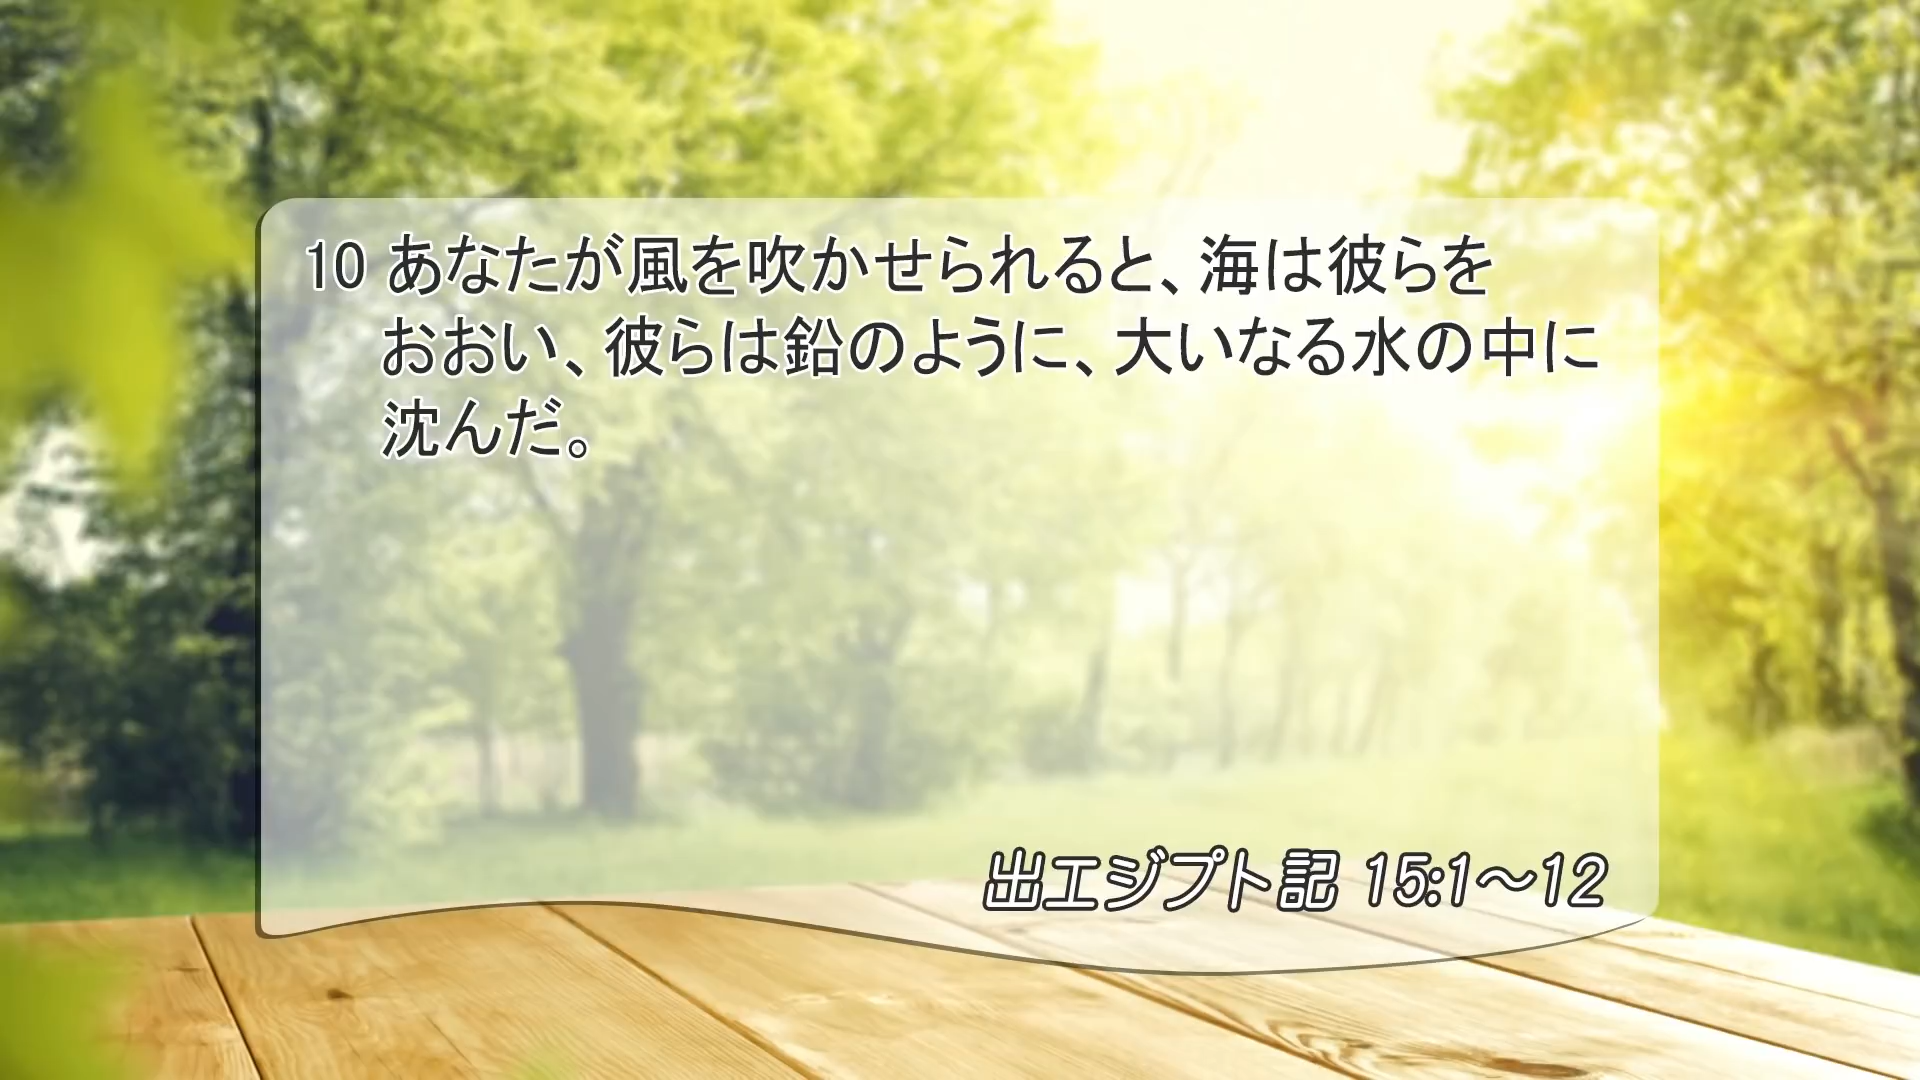 10 あなたが風を吹かせられると、海は彼らを
おおい、彼らは鉛のように、大いなる水の中に
沈んだ。
出エジプト記 15:1～12